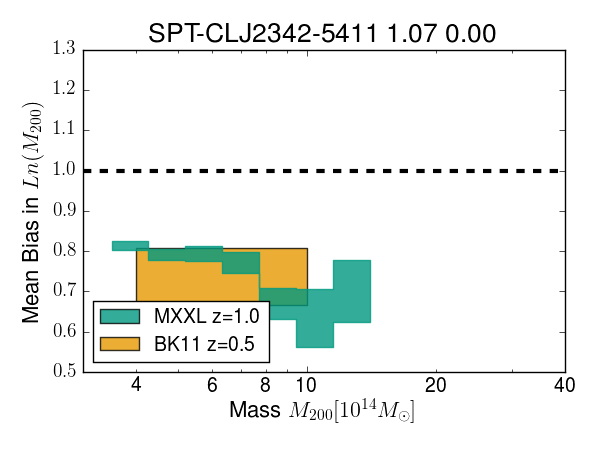 SPT-CLJ2342-5411 1.07 0.00
1.3
1.2
1.1
1.0
0.9
0.8
0.7
0.6
0.5
Mean Bias in Ln(M₂₀₀)
MXXL z=1.0
BK11 z=0.5
4 6 8 10 20 40
Mass M₂₀₀[10¹⁴M☉]